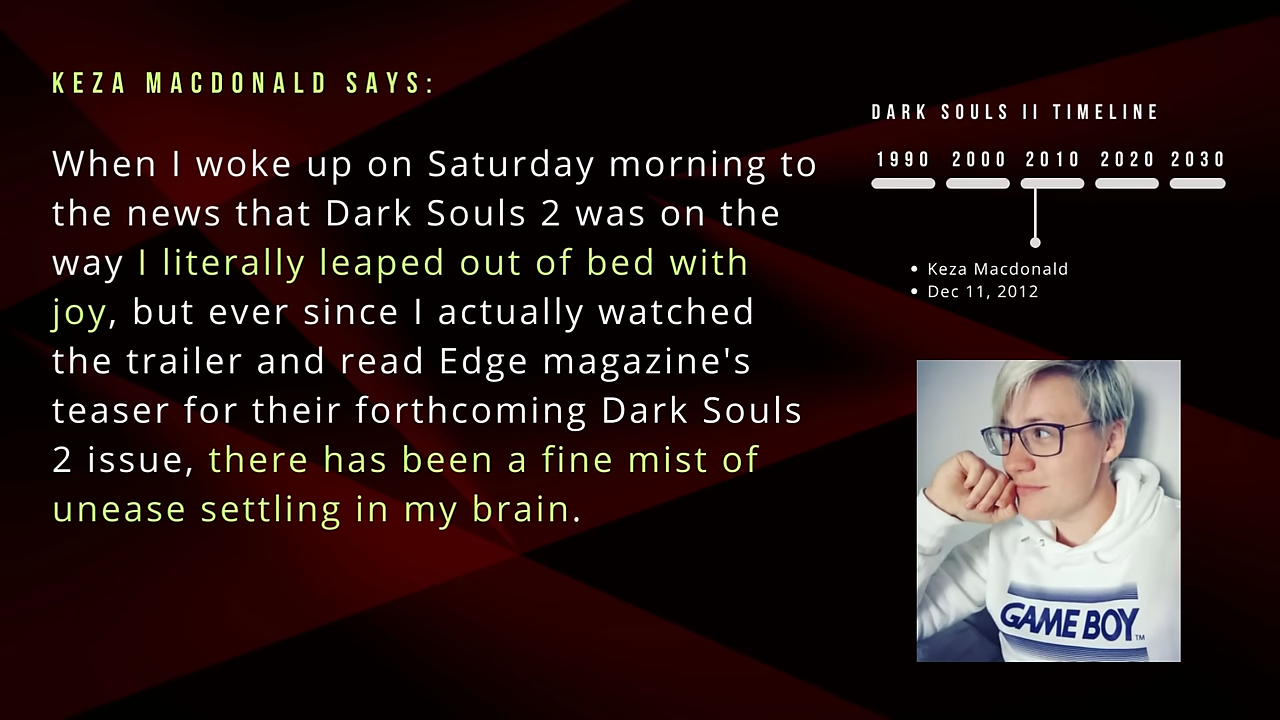 KEZA MACDONALD SAYS:
When I woke up on Saturday morning to
the news that Dark Souls 2 was on the
way I literally leaped out of bed with
joy, but ever since I actually watched
the trailer and read Edge magazine's
teaser for their forthcoming Dark Souls
2 issue, there has been a fine mist of
unease settling in my brain.
DARK SOULS II TIMELINE
1990 2000 2010 2020 2030
• Keza Macdonald
• Dec 11, 2012
GAME BOY™